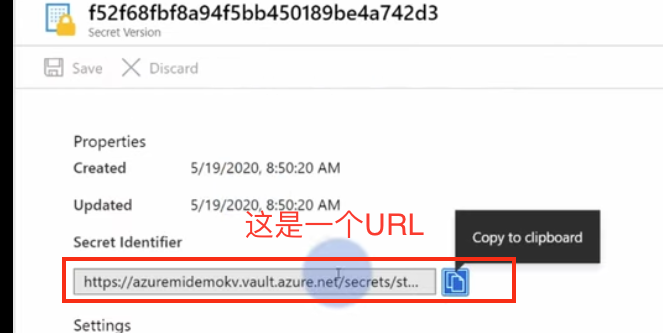 f52f68fbf8a94f5bb450189be4a742d3
Secret Version
Save Discard
Properties
Created 5/19/2020, 8:50:20 AM
Updated 5/19/2020, 8:50:20 AM
这是一个URL
Secret Identifier
Copy to clipboard
https://azuremidemokv.vault.azure.net/secrets/st...
Settings